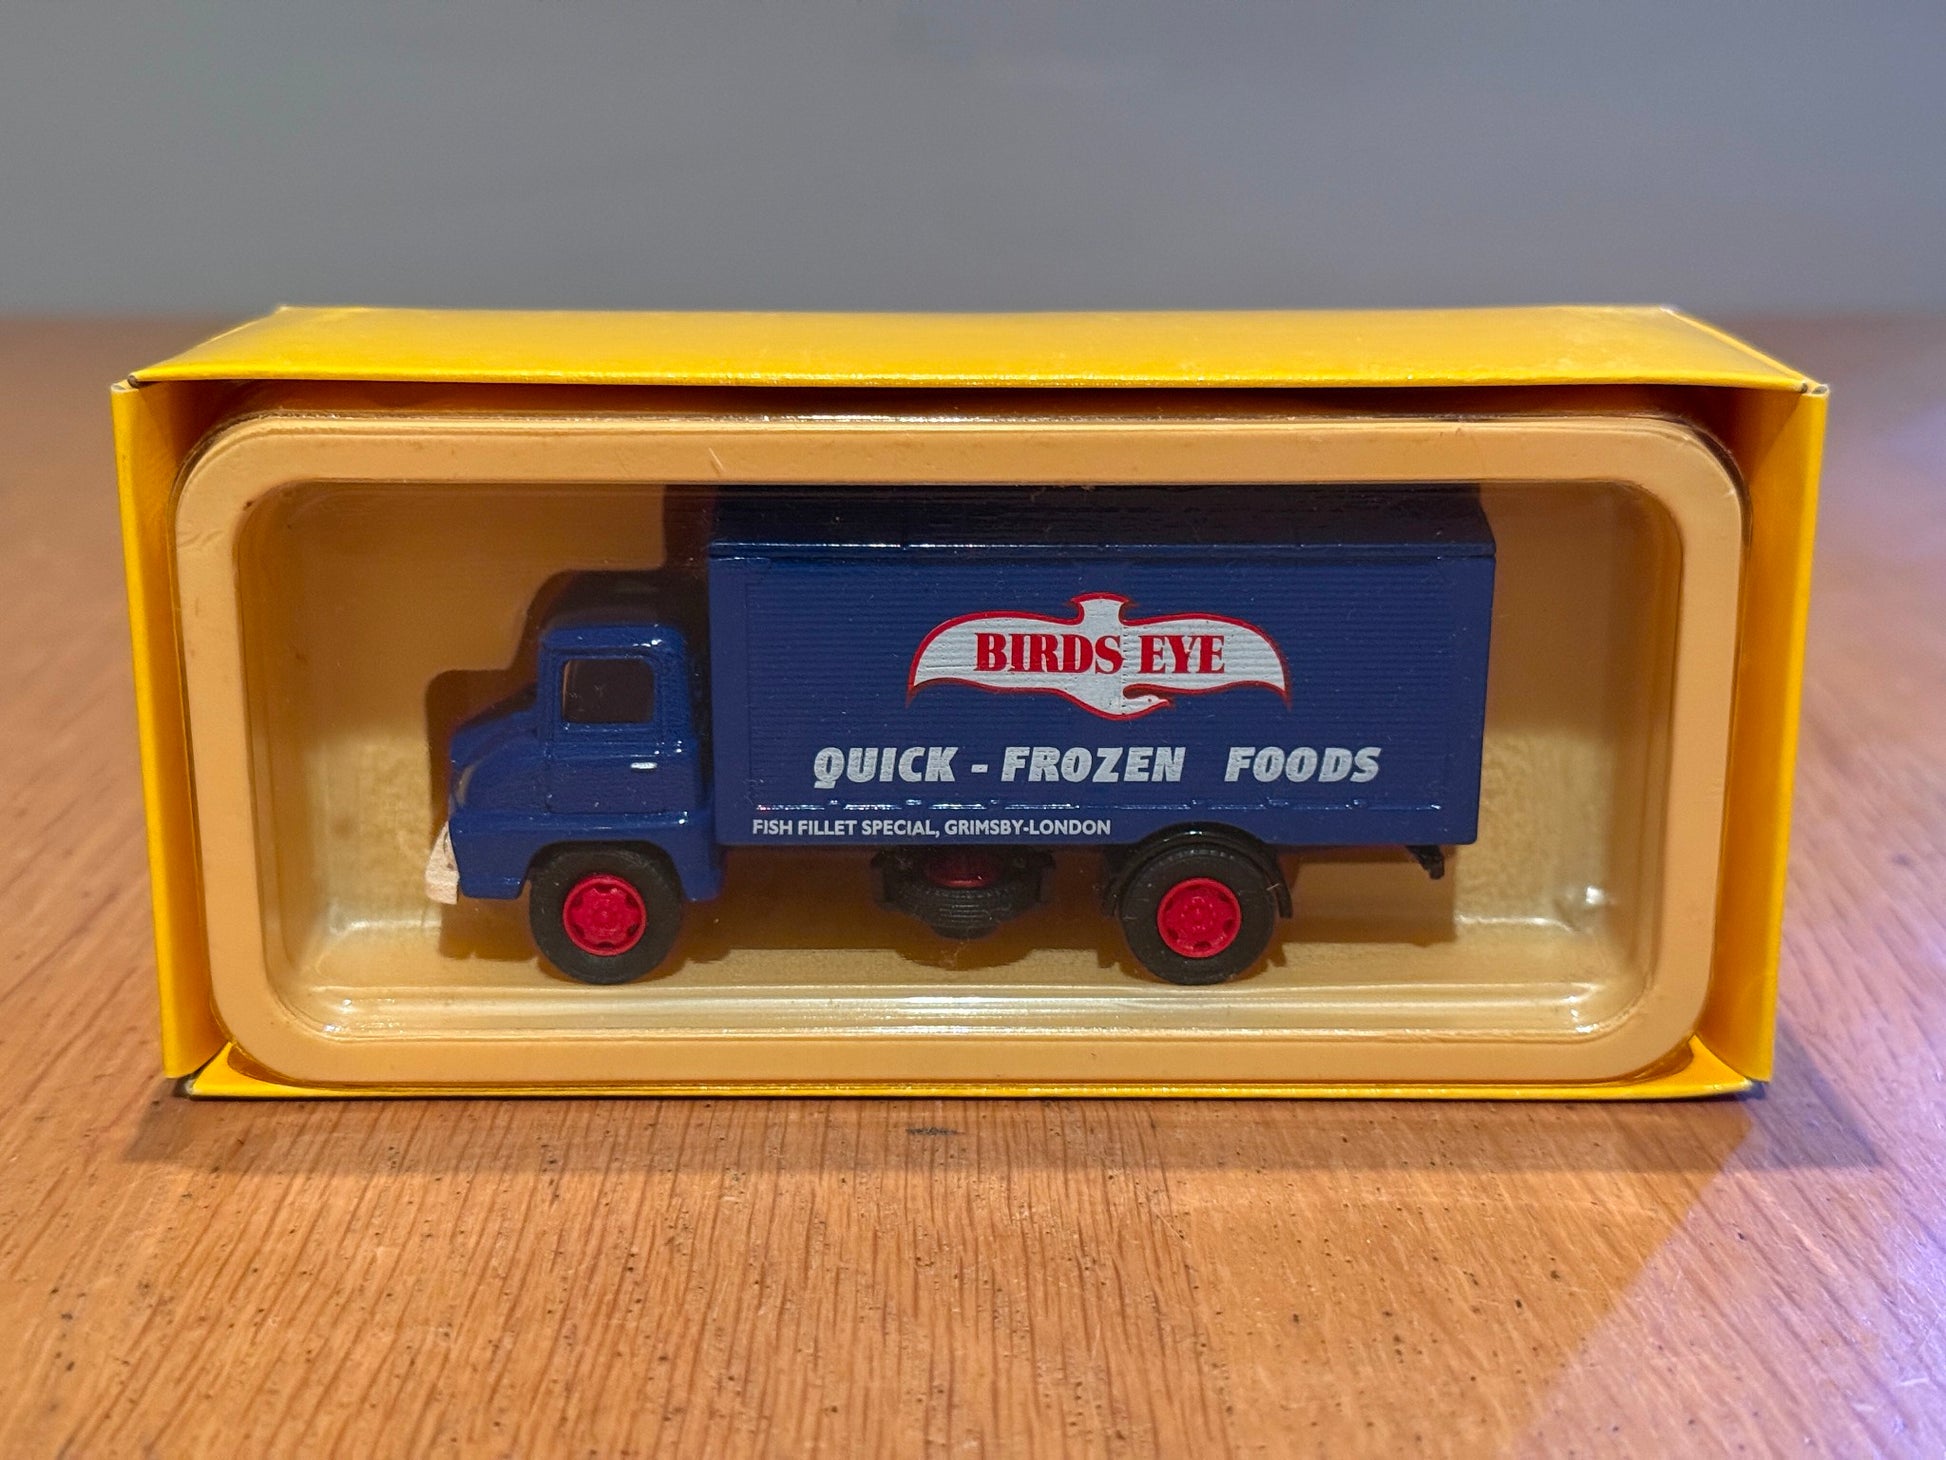 BIRDS EYE
QUICK - FROZEN FOODS
FISH FILLET SPECIAL, GRIMSBY-LONDON